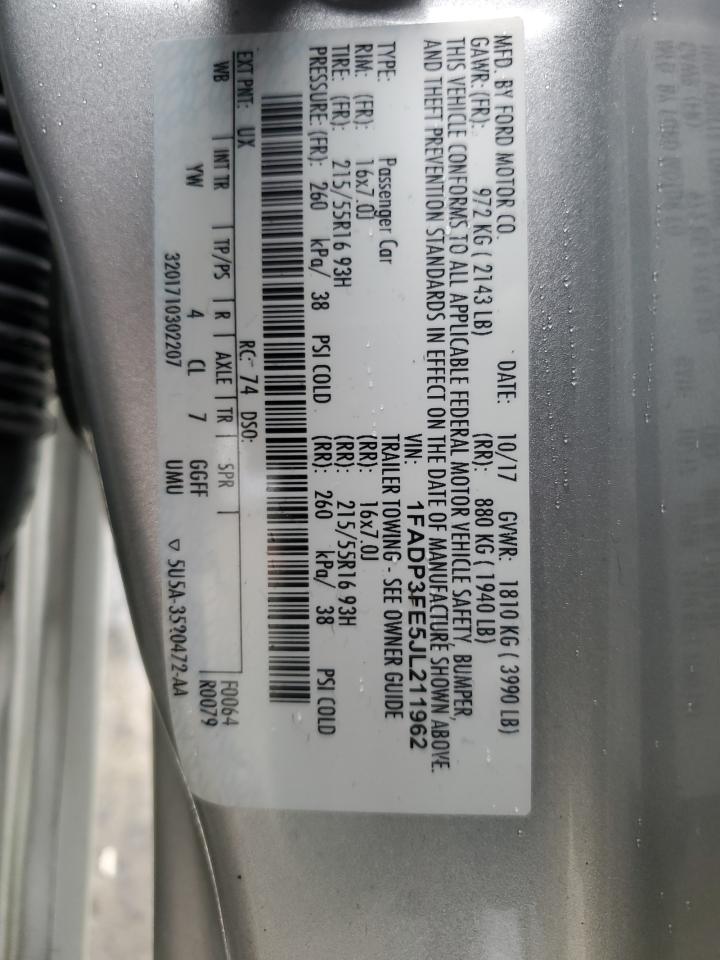 MFD. BY FORD MOTOR CO. DATE: 10/17 GVWR: 1810 KG ( 3990 LB)
GAWR: (FR): 972 KG ( 2143 LB) (RR): 880 KG ( 1940 LB)
THIS VEHICLE CONFORMS TO ALL APPLICABLE FEDERAL MOTOR VEHICLE SAFETY, BUMPER,
AND THEFT PREVENTION STANDARDS IN EFFECT ON THE DATE OF MANUFACTURE SHOWN ABOVE.
VIN: 1FADP3FE5JL211962
TYPE: Passenger Car TRAILER TOWING - SEE OWNER GUIDE
RIM: (FR): 16x7.0J (RR): 16x7.0J
TIRE: (FR): 215/55R16 93H (RR): 215/55R16 93H
PRESSURE: (FR): 260 kPa/ 38 PSI COLD (RR): 260 kPa/ 38 PSI COLD
EXT PNT: UX RC: 74 DSO: F0064
WB INT TR TP/PS R AXLE TR SPR R0079
YW 4 CL 7 GGFF
UMU
3201710302207 ▽ 5U5A-3520472-AA